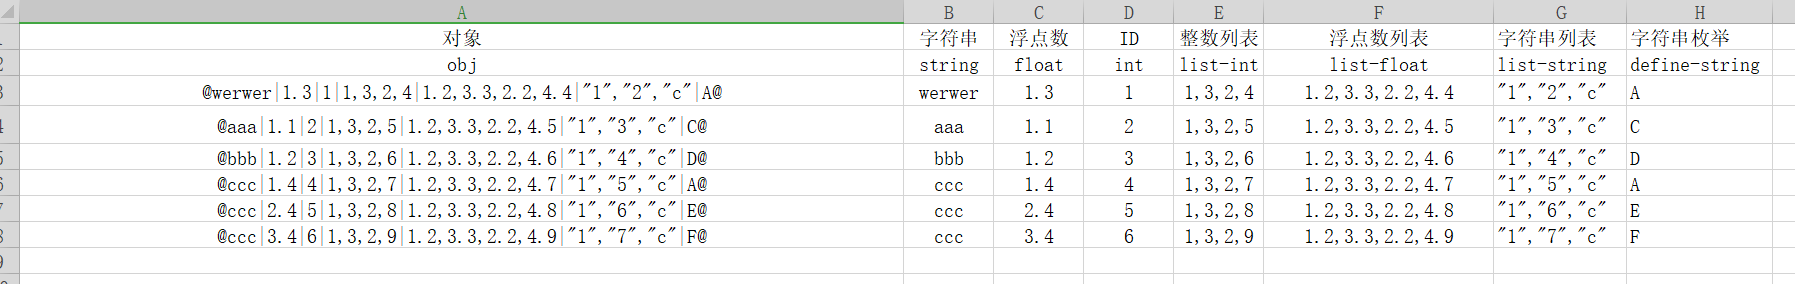 A B C D E F G H
对象 字符串 浮点数 ID 整数列表 浮点数列表 字符串列表 字符串枚举
2 obj string float int list-int list-float list-string define-string
3 @werwer|1.3|1|1,3,2,4|1.2,3.3,2.2,4.4|"1","2","c"|A@ werwer 1.3 1 1,3,2,4 1.2,3.3,2.2,4.4 "1","2","c" A
4 @aaa|1.1|2|1,3,2,5|1.2,3.3,2.2,4.5|"1","3","c"|C@ aaa 1.1 2 1,3,2,5 1.2,3.3,2.2,4.5 "1","3","c" C
5 @bbb|1.2|3|1,3,2,6|1.2,3.3,2.2,4.6|"1","4","c"|D@ bbb 1.2 3 1,3,2,6 1.2,3.3,2.2,4.6 "1","4","c" D
6 @ccc|1.4|4|1,3,2,7|1.2,3.3,2.2,4.7|"1","5","c"|A@ ccc 1.4 4 1,3,2,7 1.2,3.3,2.2,4.7 "1","5","c" A
7 @ccc|2.4|5|1,3,2,8|1.2,3.3,2.2,4.8|"1","6","c"|E@ ccc 2.4 5 1,3,2,8 1.2,3.3,2.2,4.8 "1","6","c" E
8 @ccc|3.4|6|1,3,2,9|1.2,3.3,2.2,4.9|"1","7","c"|F@ ccc 3.4 6 1,3,2,9 1.2,3.3,2.2,4.9 "1","7","c" F
9